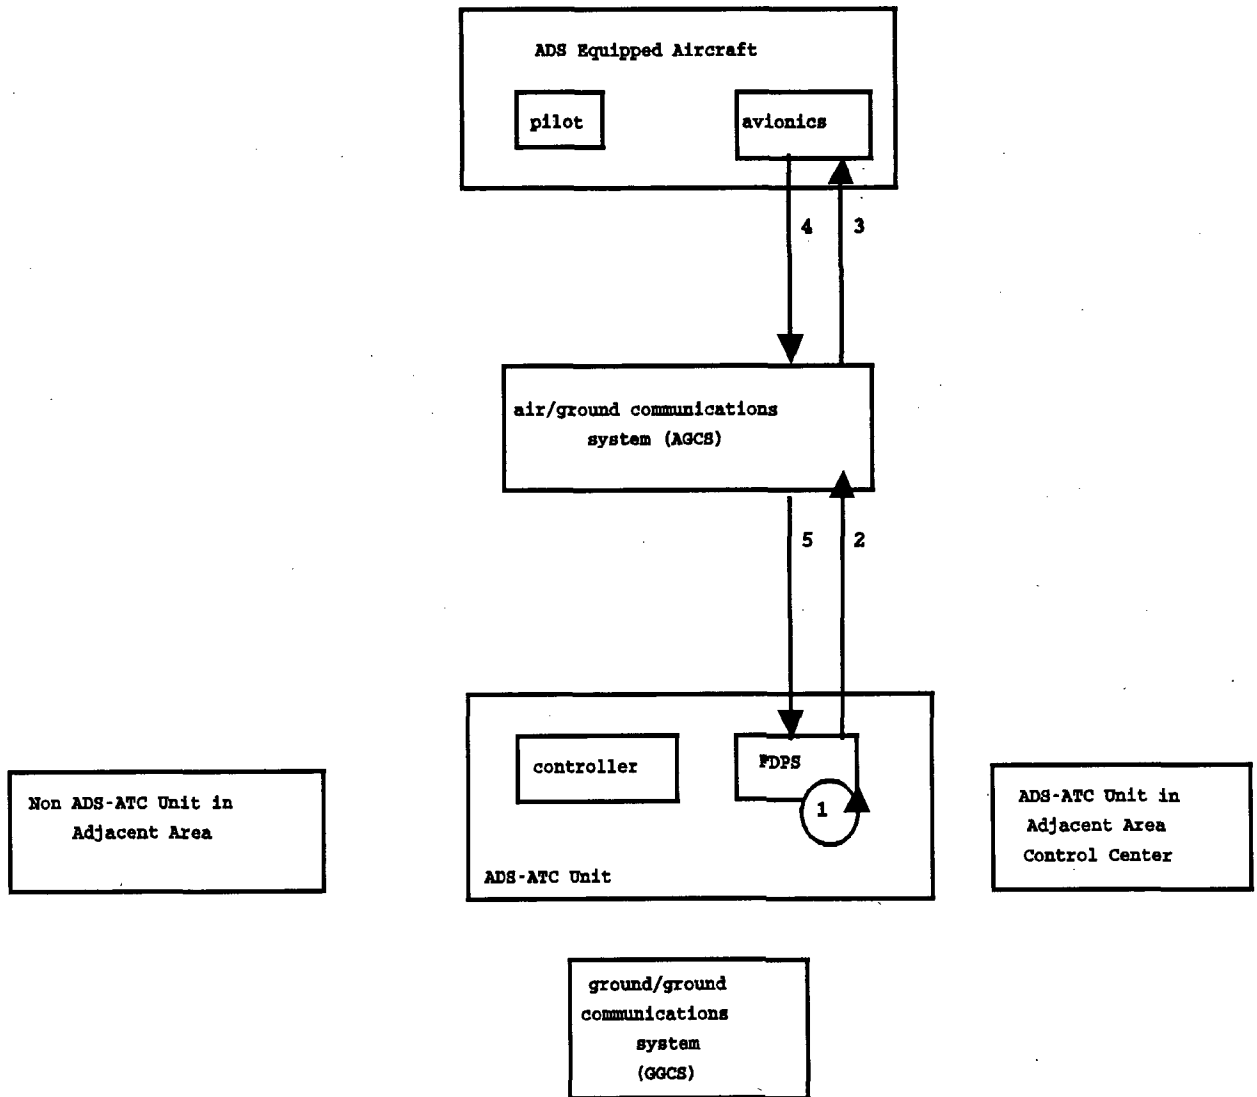 ADS Equipped Aircraft
pilot
avionics
4
3
air/ground communications
system (AGCS)
5
2
controller
FDPS
1
ADS-ATC Unit
Non ADS-ATC Unit in
Adjacent Area
ADS-ATC Unit in
Adjacent Area
Control Center
ground/ground
communications
system
(GGCS)